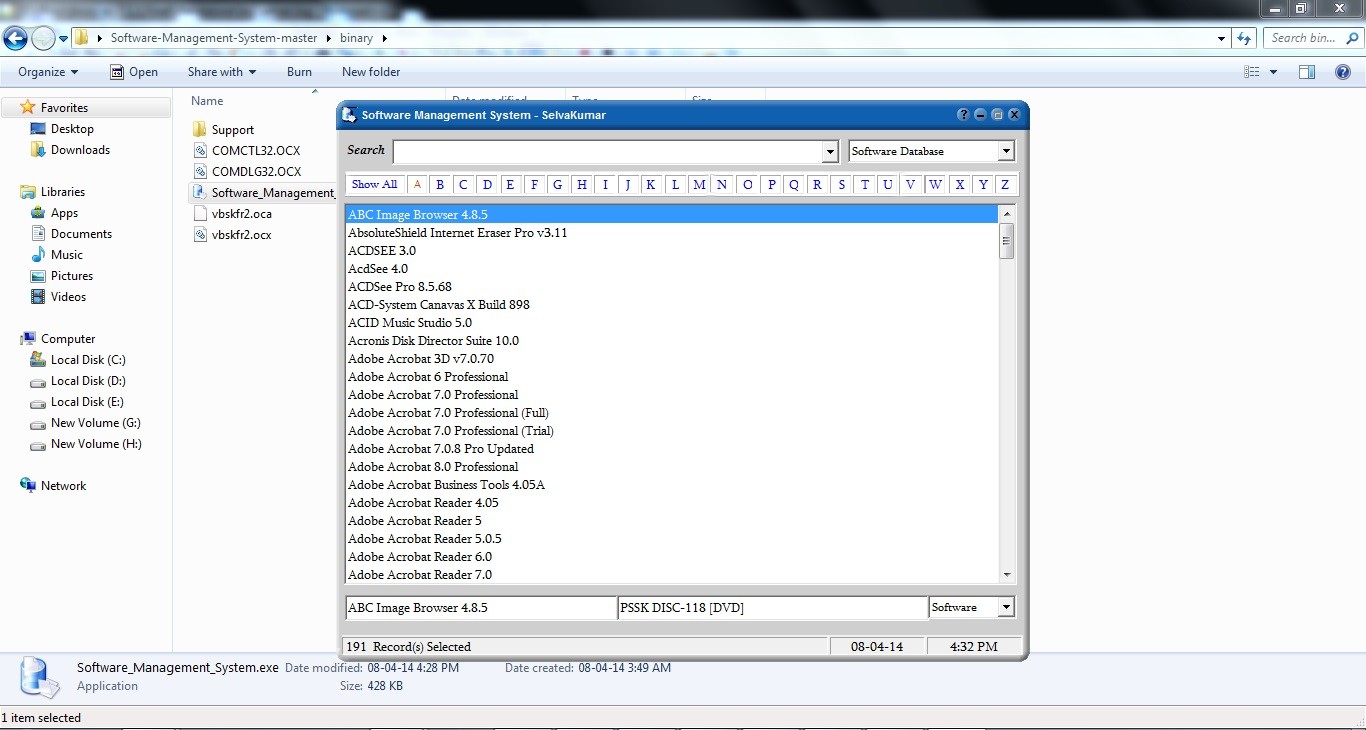 Software-Management-System-master binary
Search bin...
Organize Open Share with Burn New folder
Favorites
Desktop
Downloads
Libraries
Apps
Documents
Music
Pictures
Videos
Computer
Local Disk (C:)
Local Disk (D:)
Local Disk (E:)
New Volume (G:)
New Volume (H:)
Network
Name
Date modified Type Size
Support
COMCTL32.OCX
COMDLG32.OCX
Software_Management_
vbskfr2.oca
vbskfr2.ocx
Software Management System - SelvaKumar
Search Software Database
Show All A B C D E F G H I J K L M N O P Q R S T U V W X Y Z
ABC Image Browser 4.8.5
AbsoluteShield Internet Eraser Pro v3.11
ACDSEE 3.0
AcdSee 4.0
ACDSee Pro 8.5.68
ACD-System Canavas X Build 898
ACID Music Studio 5.0
Acronis Disk Director Suite 10.0
Adobe Acrobat 3D v7.0.70
Adobe Acrobat 6 Professional
Adobe Acrobat 7.0 Professional
Adobe Acrobat 7.0 Professional (Full)
Adobe Acrobat 7.0 Professional (Trial)
Adobe Acrobat 7.0.8 Pro Updated
Adobe Acrobat 8.0 Professional
Adobe Acrobat Business Tools 4.05A
Adobe Acrobat Reader 4.05
Adobe Acrobat Reader 5
Adobe Acrobat Reader 5.0.5
Adobe Acrobat Reader 6.0
Adobe Acrobat Reader 7.0
ABC Image Browser 4.8.5 PSSK DISC-118 [DVD] Software
191 Record(s) Selected 08-04-14 4:32 PM
Software_Management_System.exe Date modified: 08-04-14 4:28 PM Date created: 08-04-14 3:49 AM
Application Size: 428 KB
1 item selected